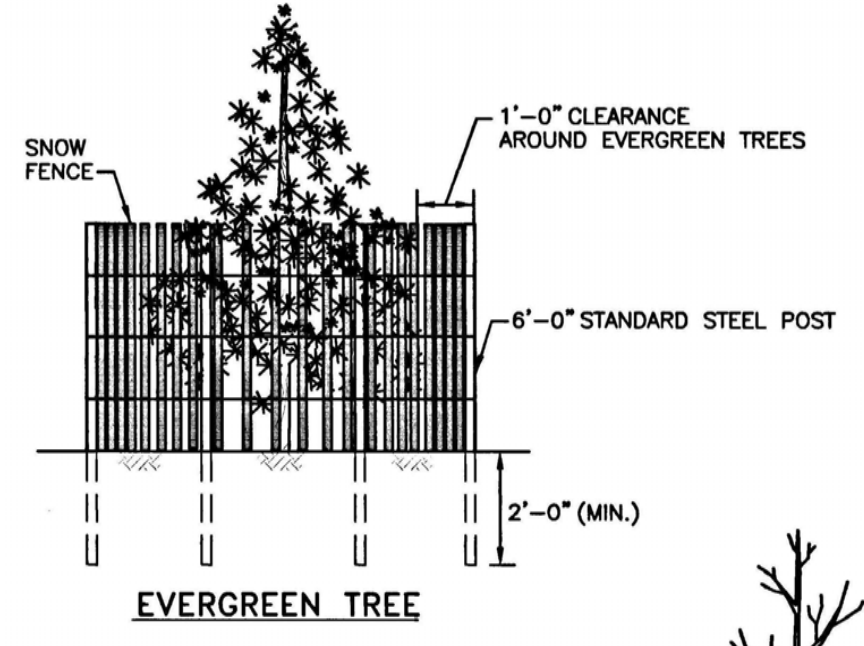 SNOW
FENCE
1'-0" CLEARANCE
AROUND EVERGREEN TREES
6'-0" STANDARD STEEL POST
2'-0" (MIN.)
EVERGREEN TREE